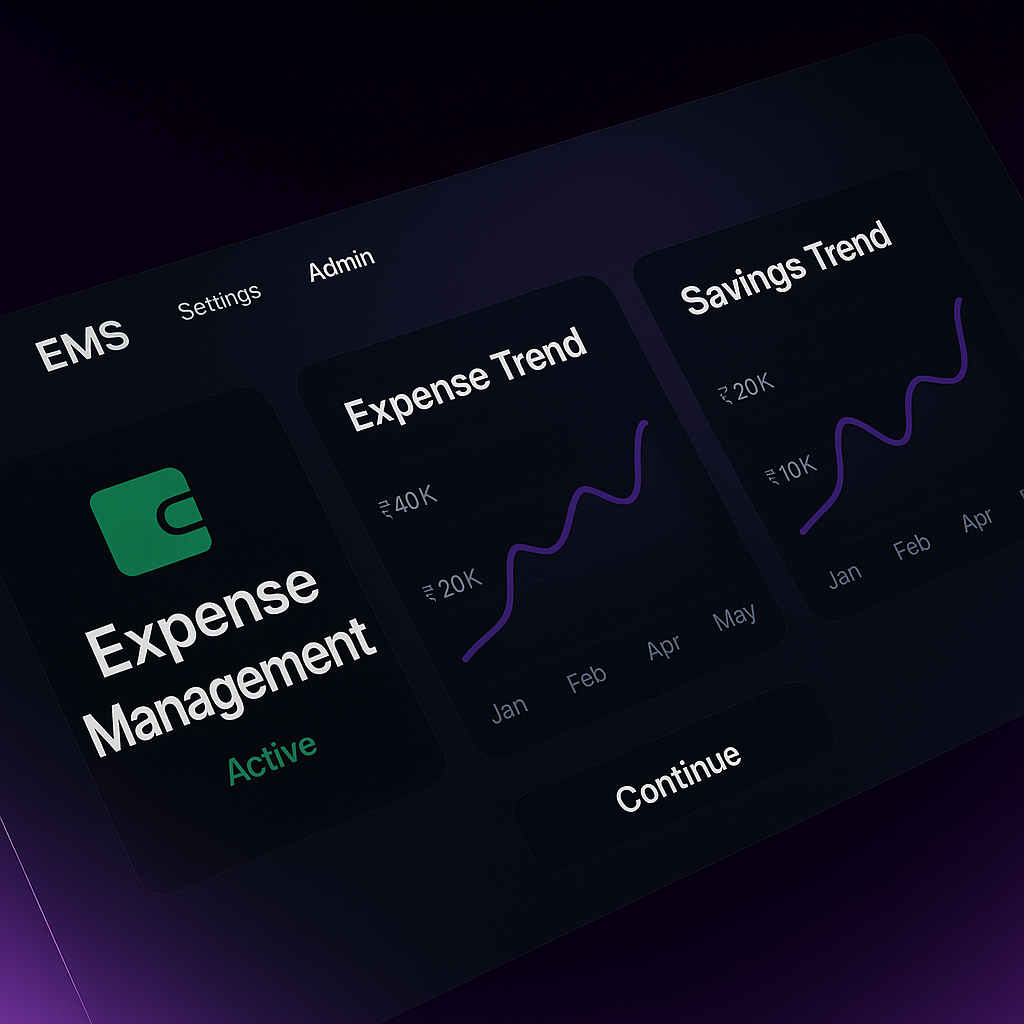 EMS
Settings
Admin
Expense
Management
Active
Expense Trend
₹40K
₹20K
Jan
Feb
Apr
May
Savings Trend
₹20K
₹10K
Jan
Feb
Apr
Continue